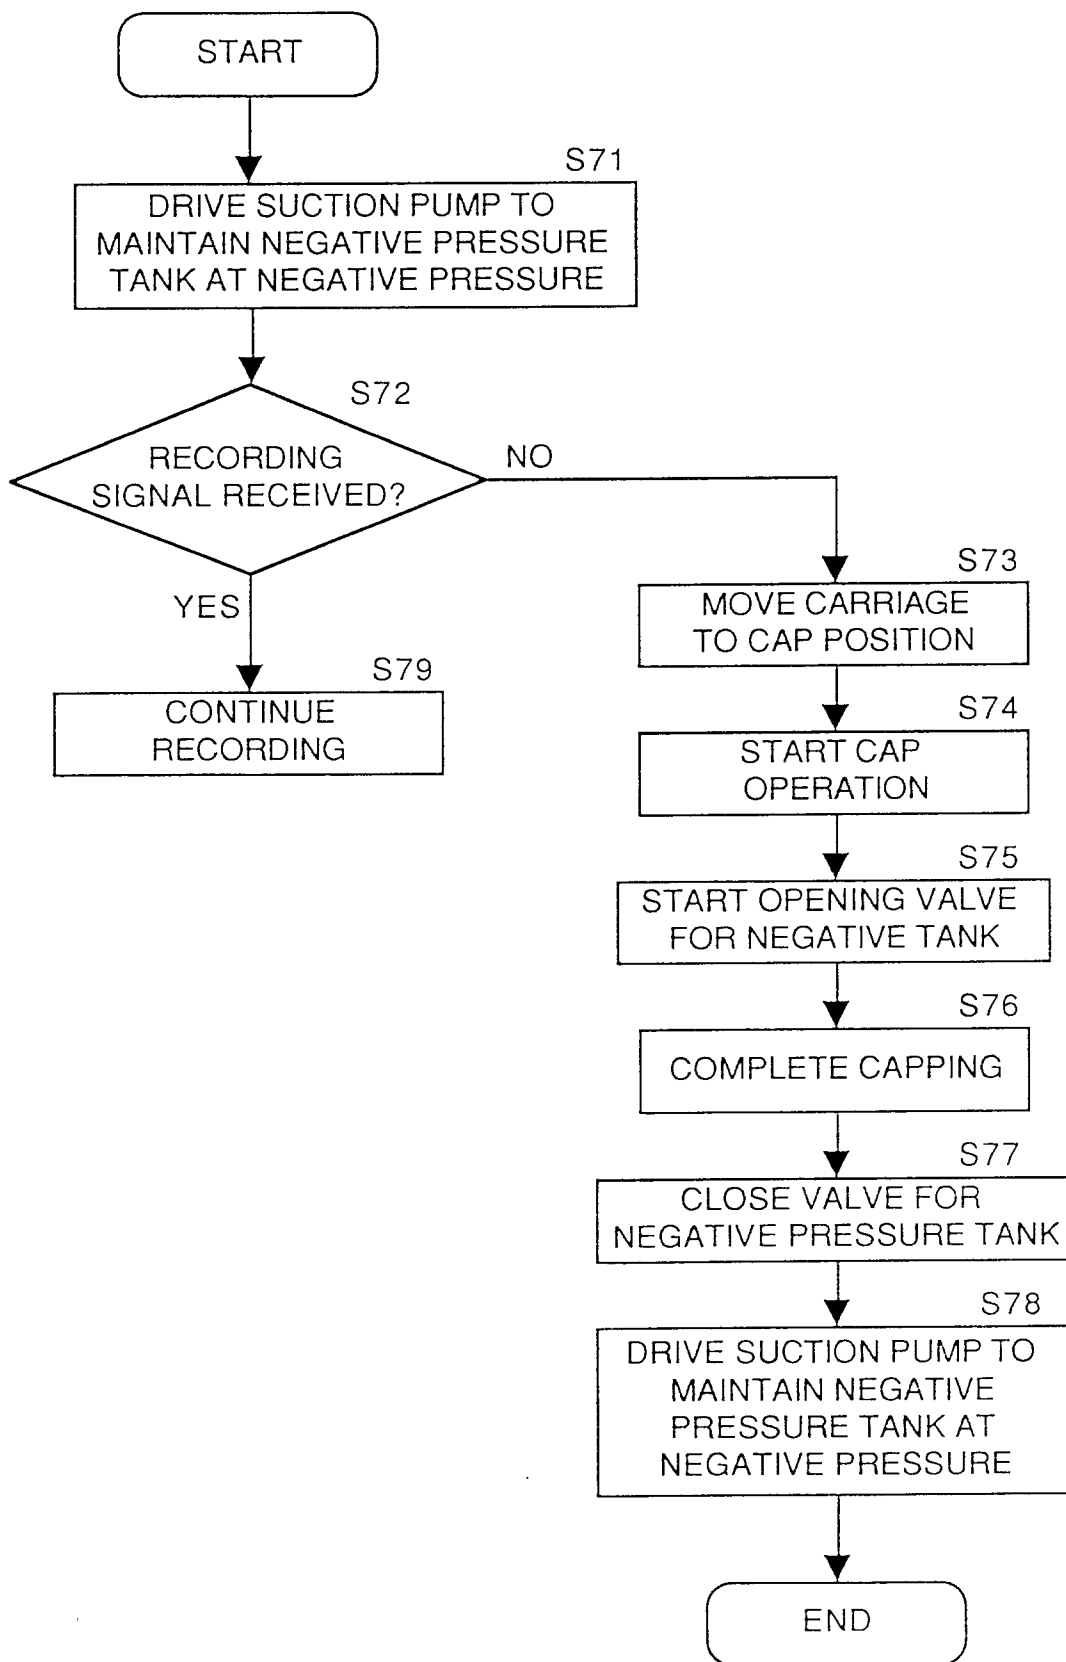 START
S71
DRIVE SUCTION PUMP TO
MAINTAIN NEGATIVE PRESSURE
TANK AT NEGATIVE PRESSURE
S72
RECORDING
SIGNAL RECEIVED?
NO
YES
S73
MOVE CARRIAGE
TO CAP POSITION
S79
CONTINUE
RECORDING
S74
START CAP
OPERATION
S75
START OPENING VALVE
FOR NEGATIVE TANK
S76
COMPLETE CAPPING
S77
CLOSE VALVE FOR
NEGATIVE PRESSURE TANK
S78
DRIVE SUCTION PUMP TO
MAINTAIN NEGATIVE
PRESSURE TANK AT
NEGATIVE PRESSURE
END